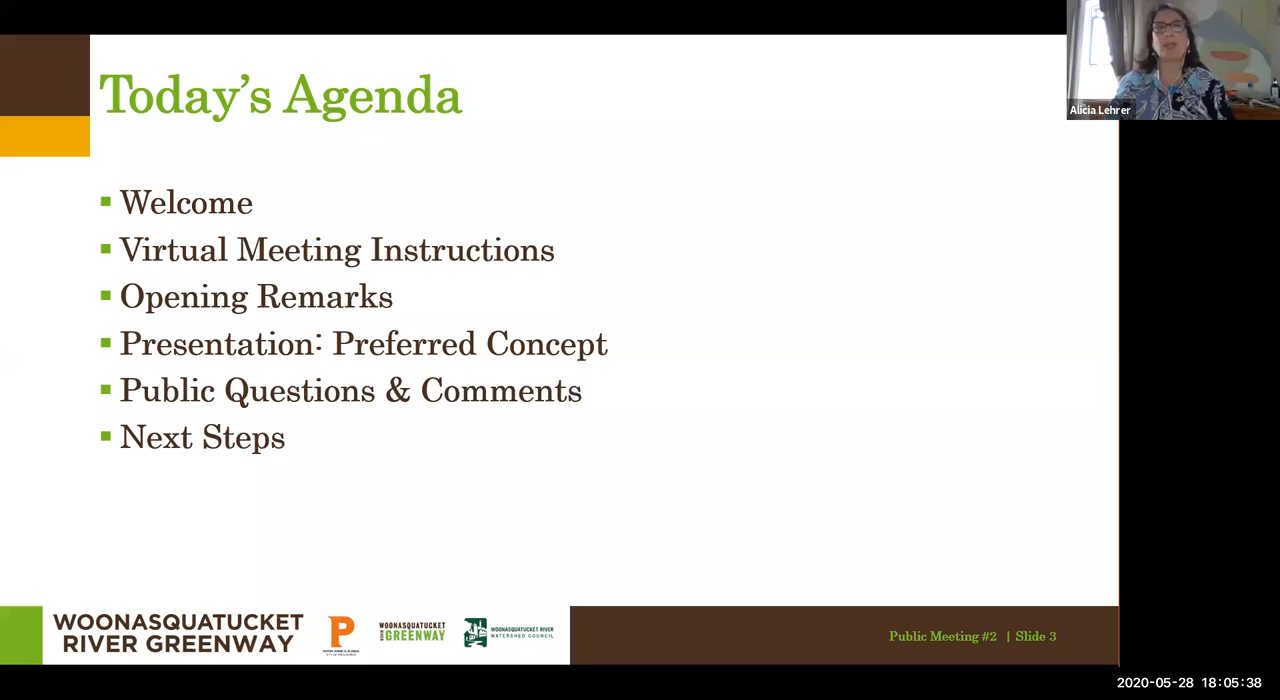 Today's Agenda
Alicia Lehrer
Welcome
Virtual Meeting Instructions
Opening Remarks
Presentation: Preferred Concept
Public Questions & Comments
Next Steps
WOONASQUATUCKET
RIVER GREENWAY
P
WOONASQUATUCKET
RIVER GREENWAY
WOONASQUATUCKET RIVER
WATERSHED COUNCIL
Public Meeting #2 | Slide 3
2020-05-28 18:05:38